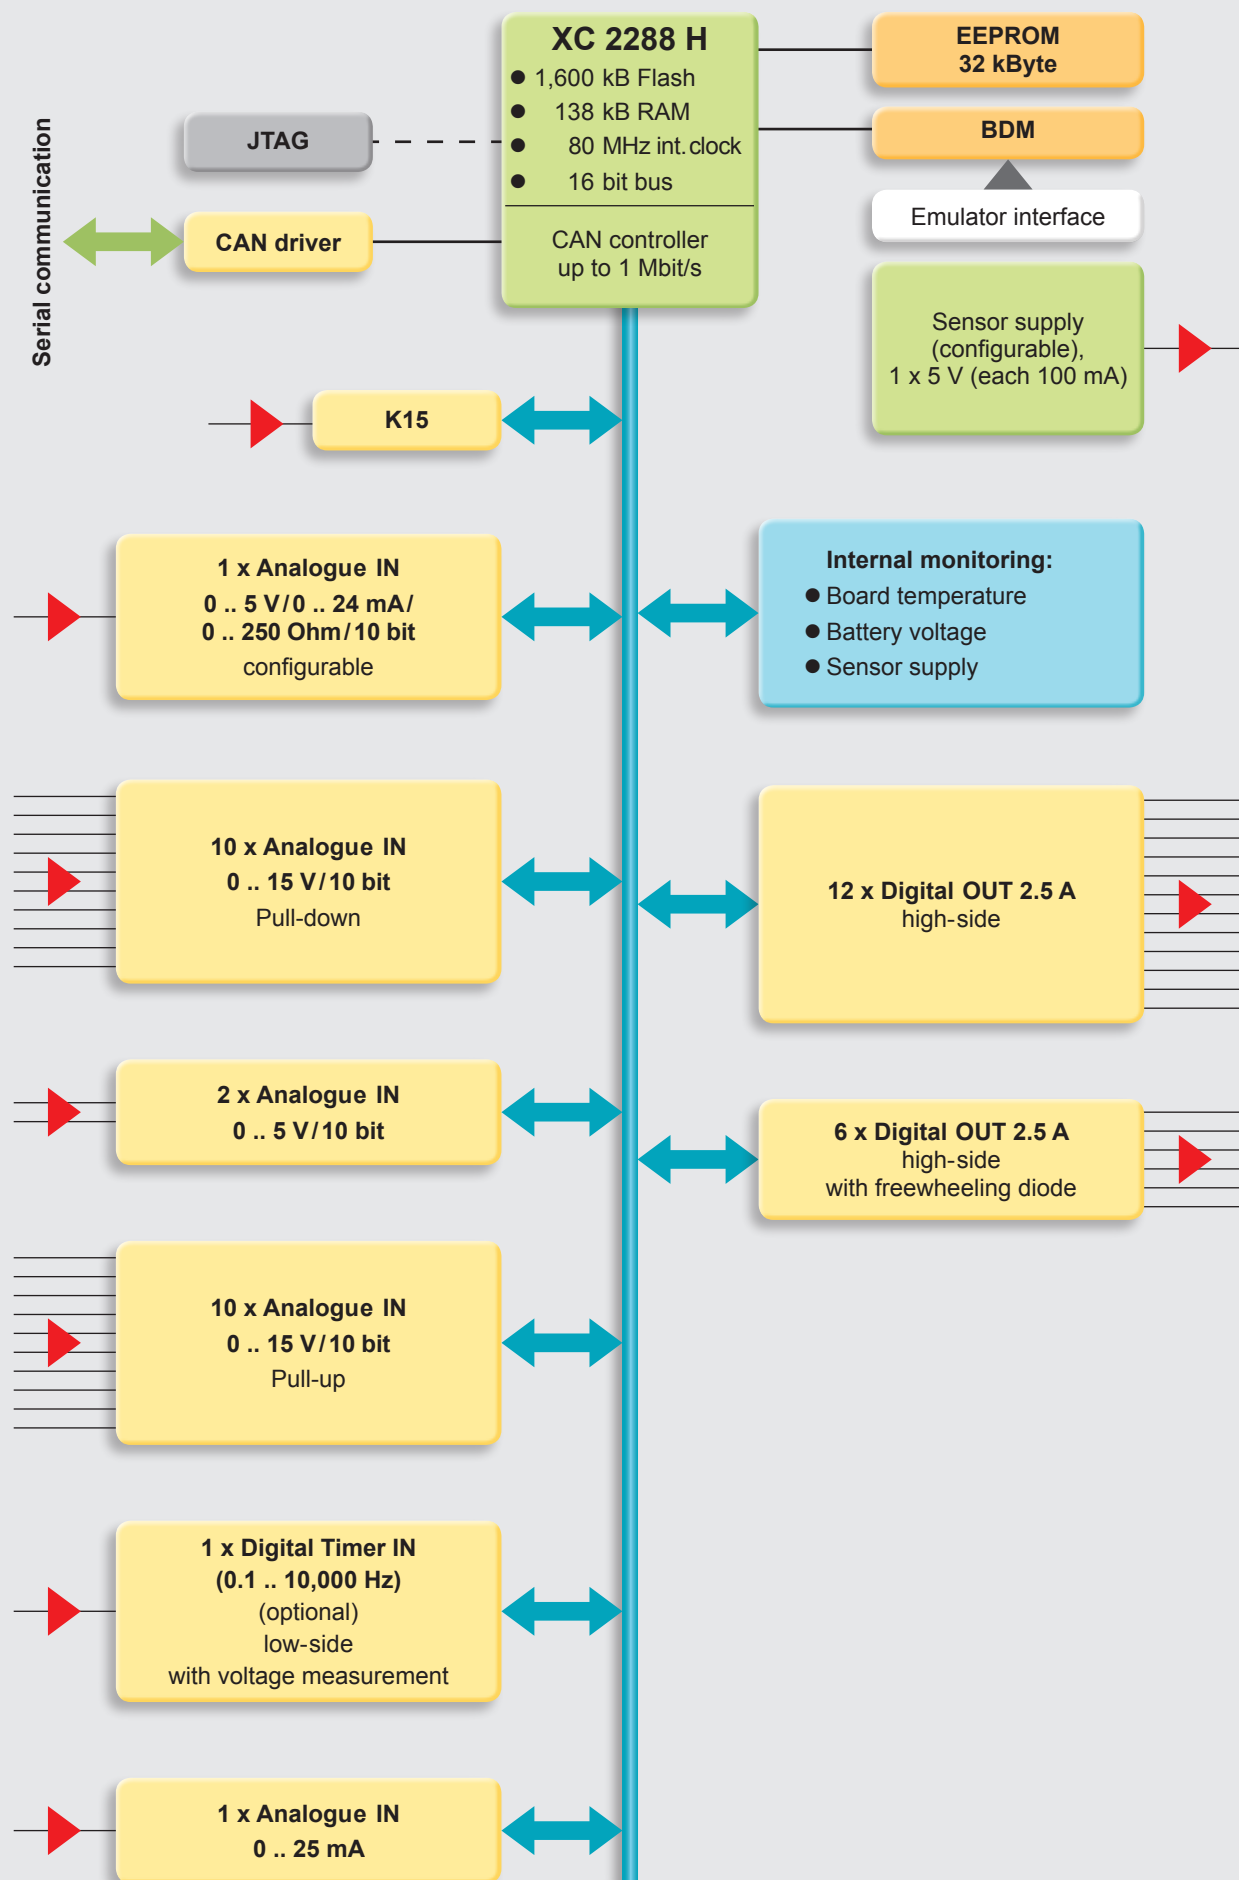 XC 2288 H
● 1,600 kB Flash
● 138 kB RAM
● 80 MHz int. clock
● 16 bit bus
CAN controller
up to 1 Mbit/s
EEPROM
32 kByte
BDM
Emulator interface
JTAG
CAN driver
Serial communication
Sensor supply
(configurable),
1 x 5 V (each 100 mA)
K15
1 x Analogue IN
0 .. 5 V/0 .. 24 mA/
0 .. 250 Ohm/10 bit
configurable
Internal monitoring:
● Board temperature
● Battery voltage
● Sensor supply
10 x Analogue IN
0 .. 15 V/10 bit
Pull-down
12 x Digital OUT 2.5 A
high-side
2 x Analogue IN
0 .. 5 V/10 bit
6 x Digital OUT 2.5 A
high-side
with freewheeling diode
10 x Analogue IN
0 .. 15 V/10 bit
Pull-up
1 x Digital Timer IN
(0.1 .. 10,000 Hz)
(optional)
low-side
with voltage measurement
1 x Analogue IN
0 .. 25 mA